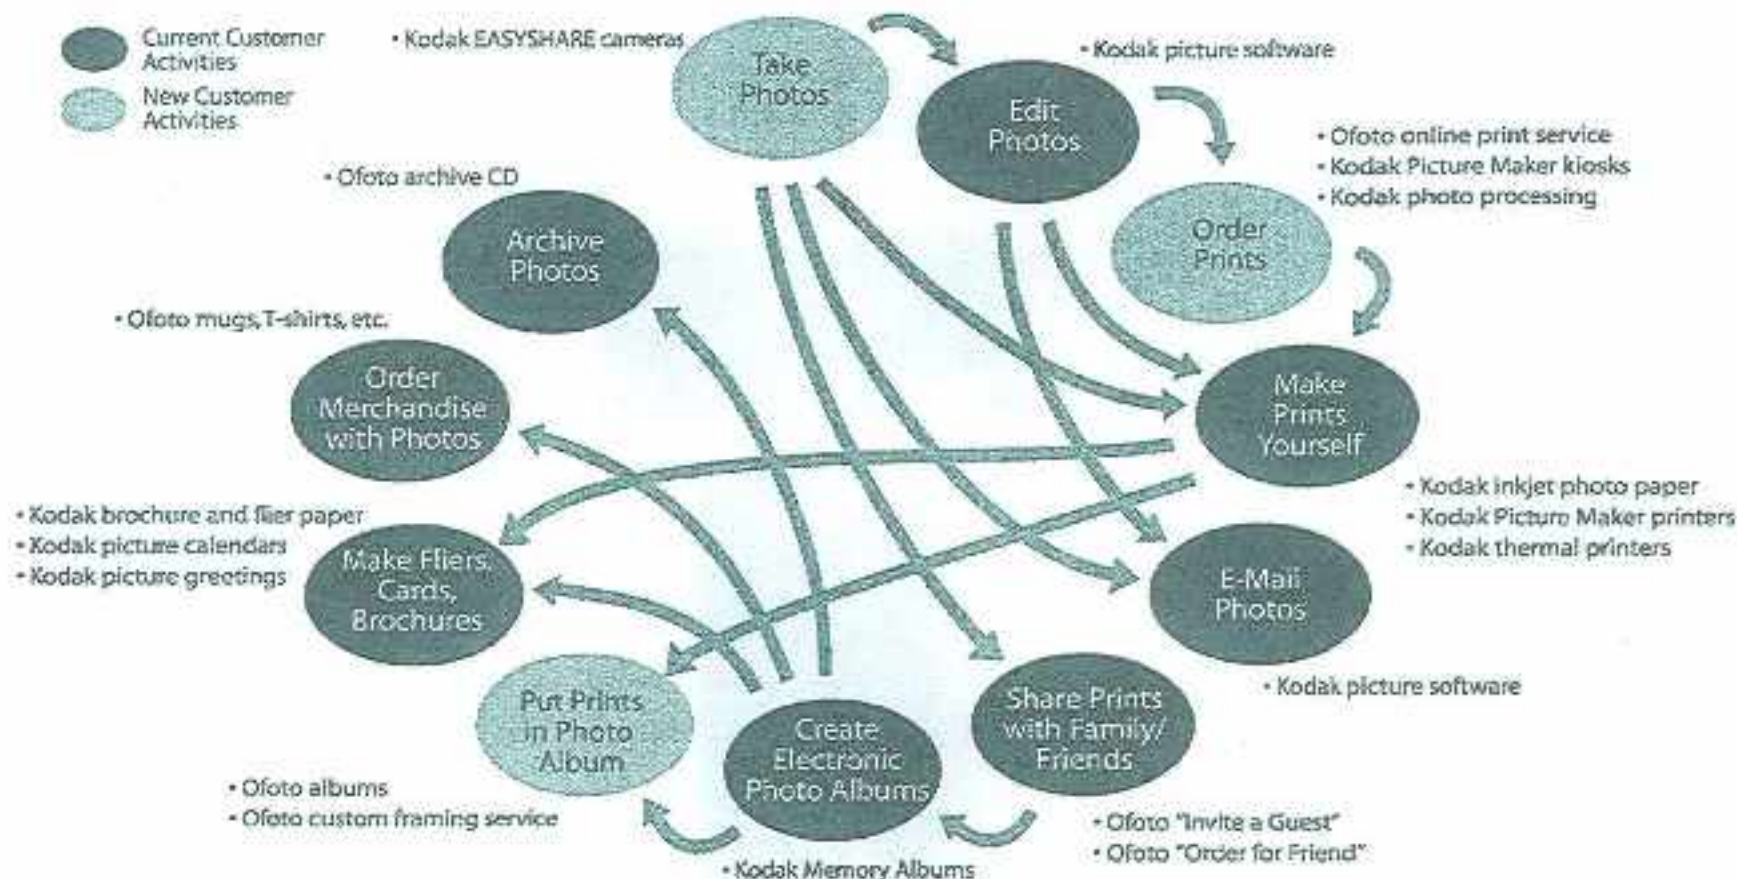 Current Customer
Activities
New Customer
Activities
• Kodak EASYSHARE cameras
Take
Photos
• Kodak picture software
Edit
Photos
• Ofoto online print service
• Kodak Picture Maker kiosks
• Kodak photo processing
Order
Prints
• Ofoto archive CD
Archive
Photos
• Ofoto mugs, T-shirts, etc.
Order
Merchandise
with Photos
Make
Prints
Yourself
• Kodak inkjet photo paper
• Kodak Picture Maker printers
• Kodak thermal printers
• Kodak brochure and flier paper
• Kodak picture calendars
• Kodak picture greetings
Make Fliers,
Cards,
Brochures
E-Mail
Photos
• Kodak picture software
Put Prints
in Photo
Album
• Ofoto albums
• Ofoto custom framing service
Create
Electronic
Photo Albums
• Kodak Memory Albums
Share Prints
with Family/
Friends
• Ofoto "Invite a Guest"
• Ofoto "Order for Friend"